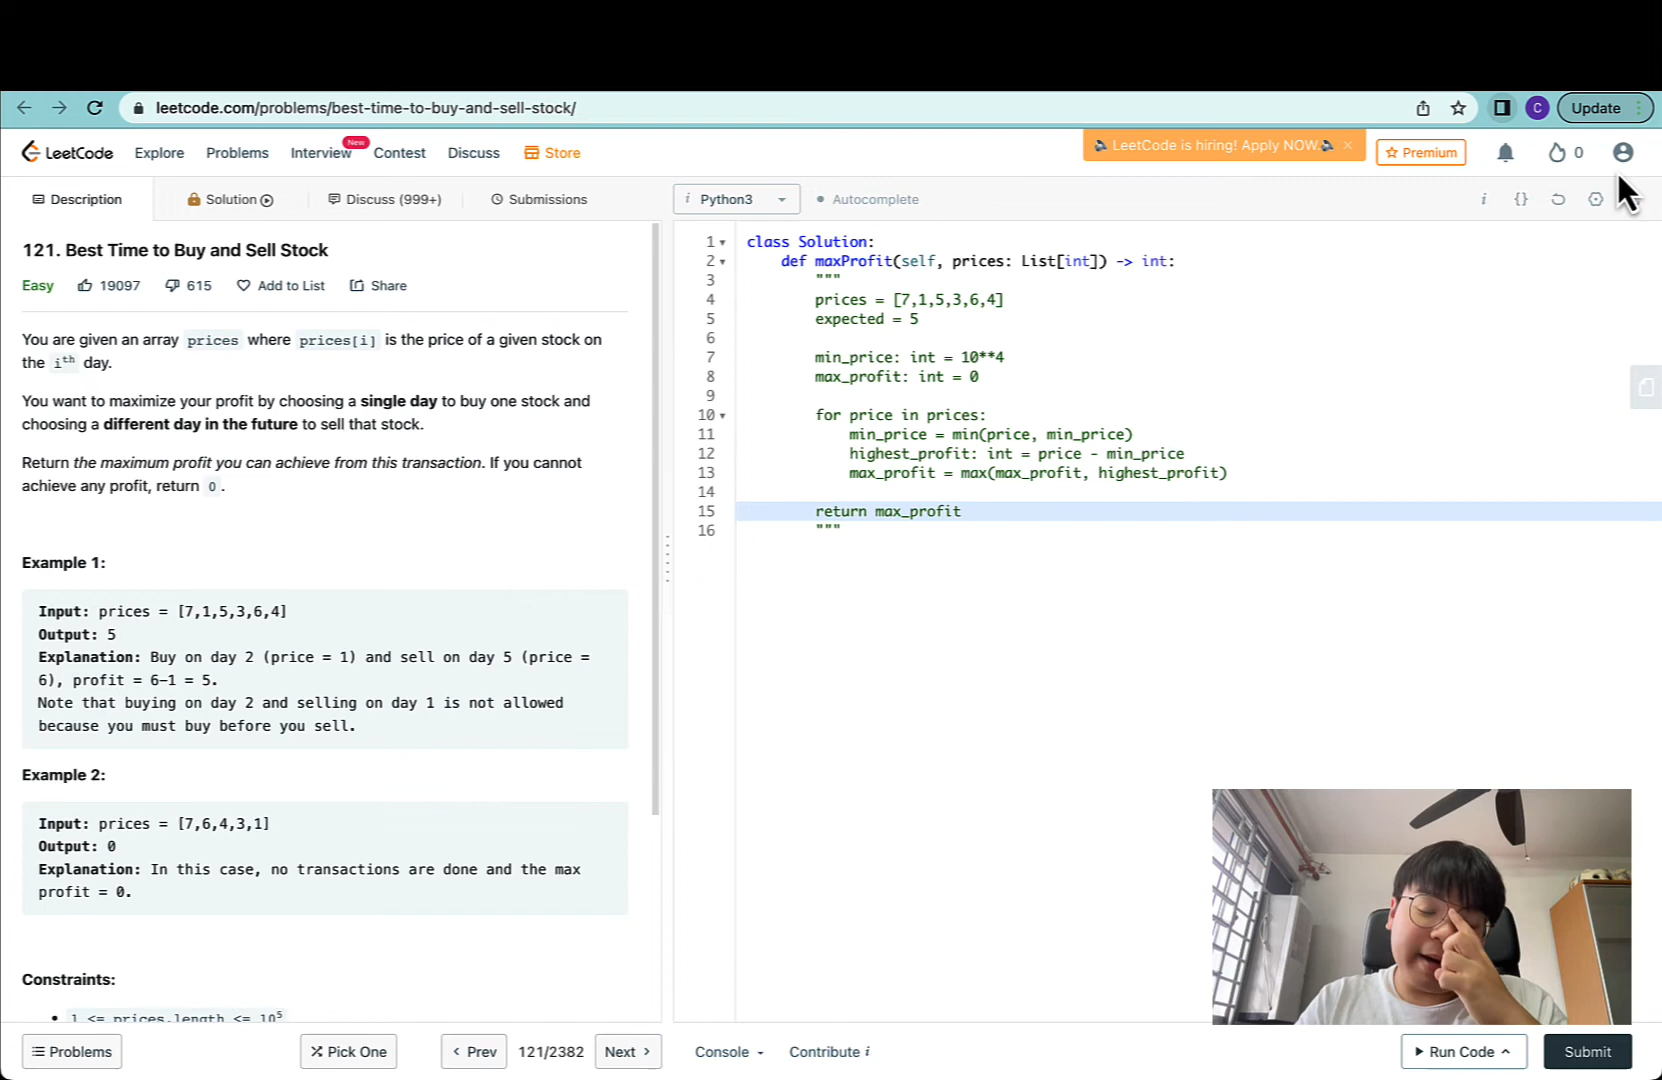 leetcode.com/problems/best-time-to-buy-and-sell-stock/
C
Update
LeetCode
Explore
Problems
Interview
New
Contest
Discuss
Store
LeetCode is hiring! Apply NOW.
Premium
0
Description
Solution
Discuss (999+)
Submissions
i Python3
Autocomplete
i
{}
121. Best Time to Buy and Sell Stock
Easy
19097
615
Add to List
Share
You are given an array prices where prices[i] is the price of a given stock on
the iᵗʰ day.
You want to maximize your profit by choosing a single day to buy one stock and
choosing a different day in the future to sell that stock.
Return the maximum profit you can achieve from this transaction. If you cannot
achieve any profit, return 0.
Example 1:
Input: prices = [7,1,5,3,6,4]
Output: 5
Explanation: Buy on day 2 (price = 1) and sell on day 5 (price =
6), profit = 6-1 = 5.
Note that buying on day 2 and selling on day 1 is not allowed
because you must buy before you sell.
Example 2:
Input: prices = [7,6,4,3,1]
Output: 0
Explanation: In this case, no transactions are done and the max
profit = 0.
Constraints:
1 <= prices.length <= 10⁵
1 class Solution:
2 def maxProfit(self, prices: List[int]) -> int:
3 """
4 prices = [7,1,5,3,6,4]
5 expected = 5
6
7 min_price: int = 10**4
8 max_profit: int = 0
9
10 for price in prices:
11 min_price = min(price, min_price)
12 highest_profit: int = price - min_price
13 max_profit = max(max_profit, highest_profit)
14
15 return max_profit
16 """
Problems
Pick One
Prev
121/2382
Next
Console
Contribute i
Run Code
Submit